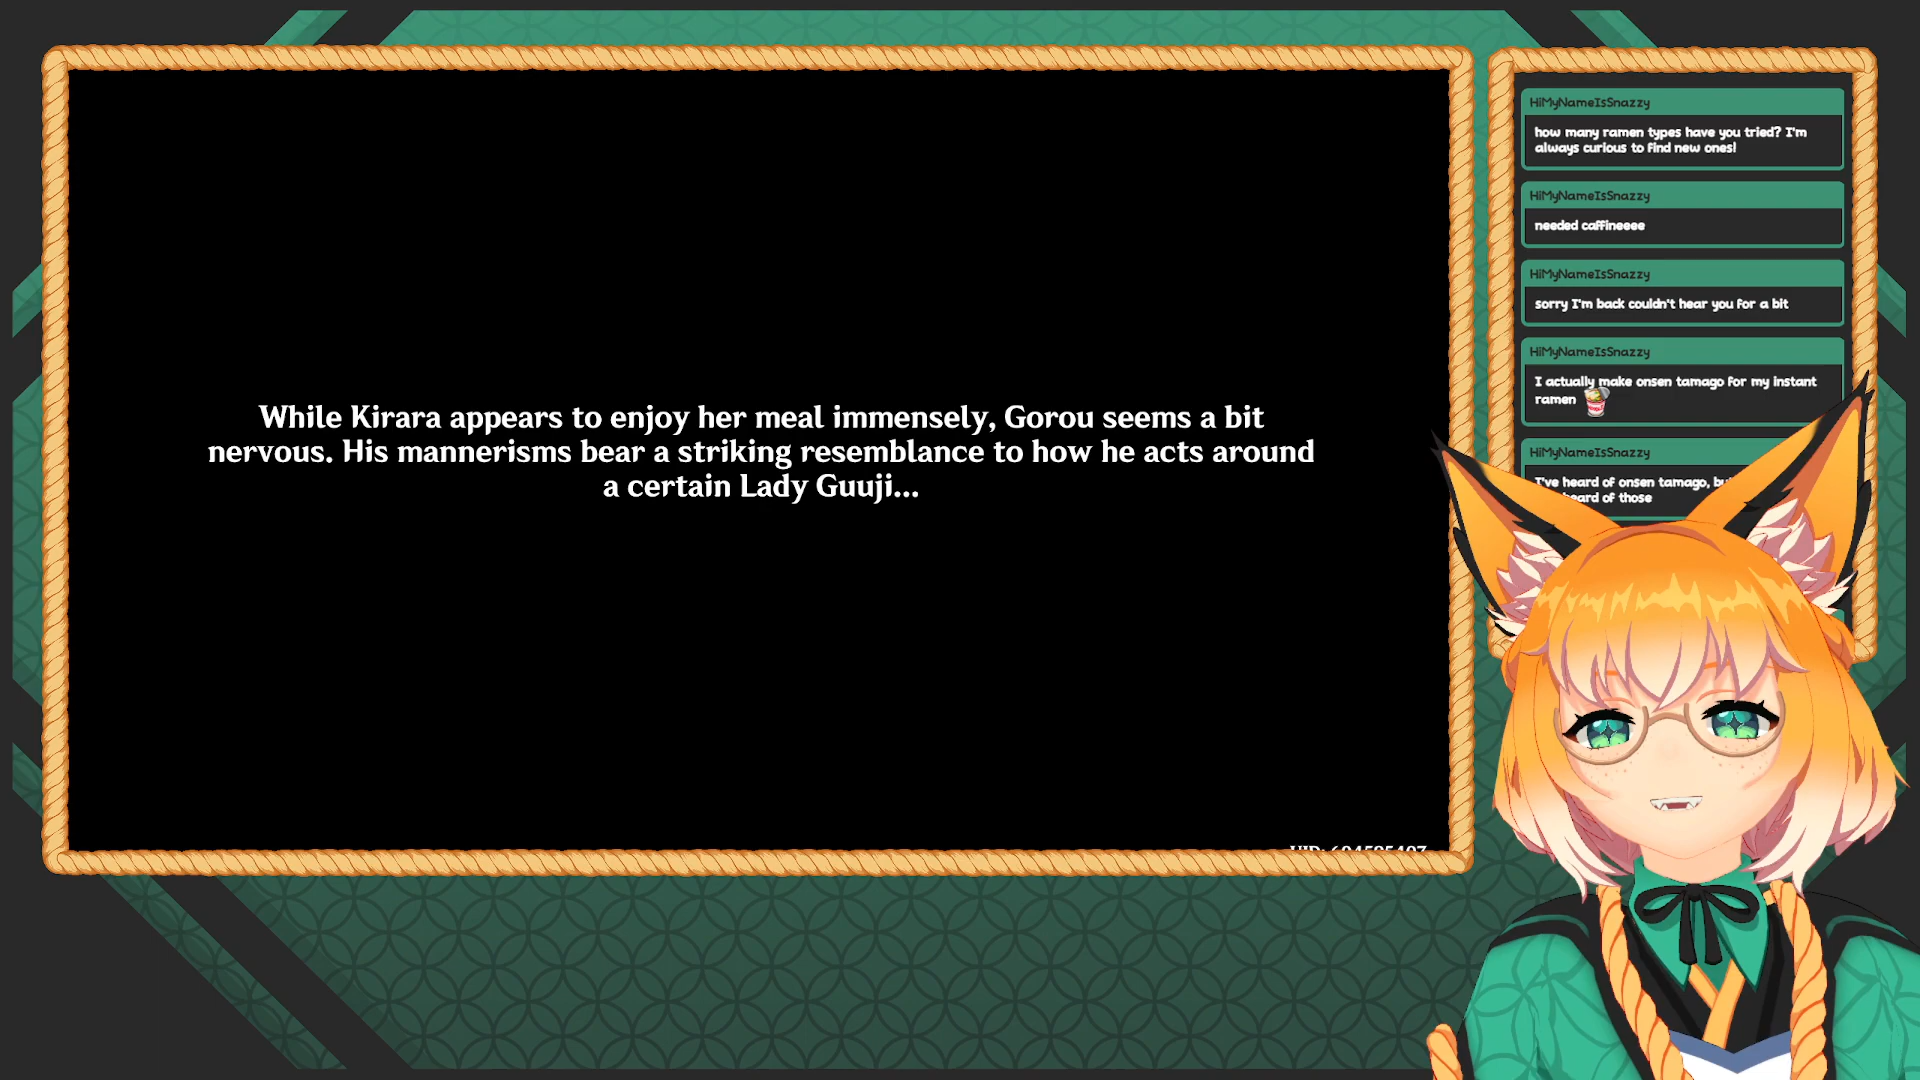 While Kirara appears to enjoy her meal immensely, Gorou seems a bit
nervous. His mannerisms bear a striking resemblance to how he acts around
a certain Lady Guuji...
HiMyNameIsSnazzy
how many ramen types have you tried? I'm
always curious to find new ones!
HiMyNameIsSnazzy
needed caffineeee
HiMyNameIsSnazzy
sorry I'm back couldn't hear you for a bit
HiMyNameIsSnazzy
I actually make onsen tamago for my instant
ramen
HiMyNameIsSnazzy
I've heard of onsen tamago,
heard of those